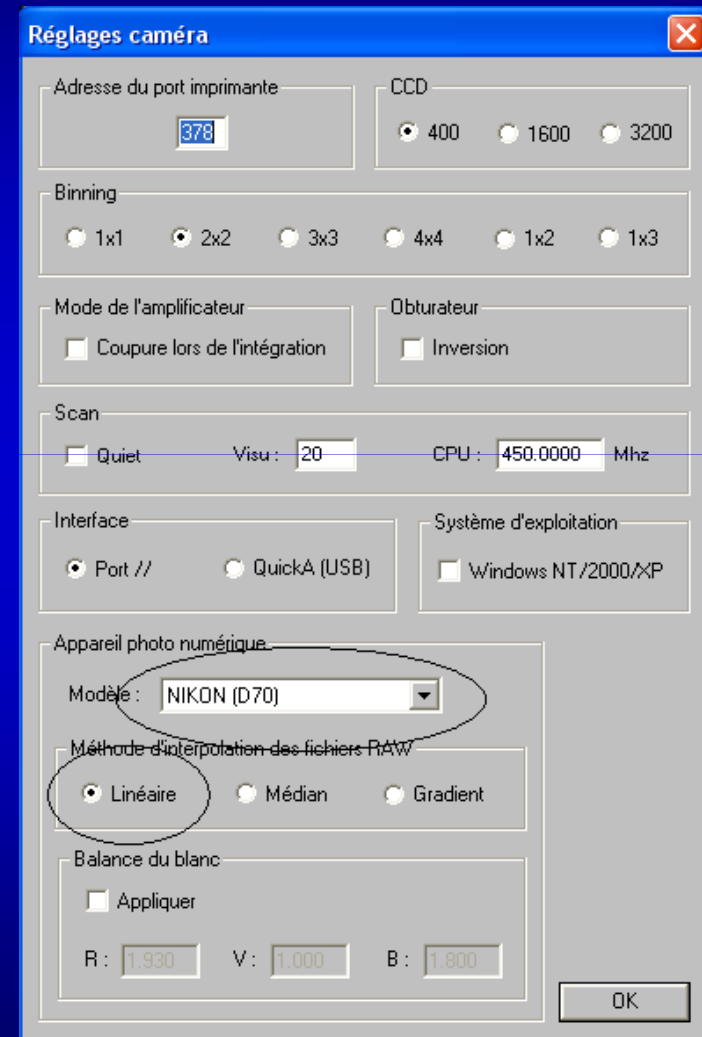 Réglages caméra
Adresse du port imprimante
378
CCD
400 1600 3200
Binning
1x1 2x2 3x3 4x4 1x2 1x3
Mode de l'amplificateur
Coupure lors de l'intégration
Obturateur
Inversion
Scan
Quiet Visu : 20 CPU : 450.0000 Mhz
Interface
Port // QuickA (USB)
Système d'exploitation
Windows NT/2000/XP
Appareil photo numérique
Modèle : NIKON (D70)
Méthode d'interpolation des fichiers RAW
Linéaire Médian Gradient
Balance du blanc
Appliquer
R : 1.930 V : 1.000 B : 1.800
OK